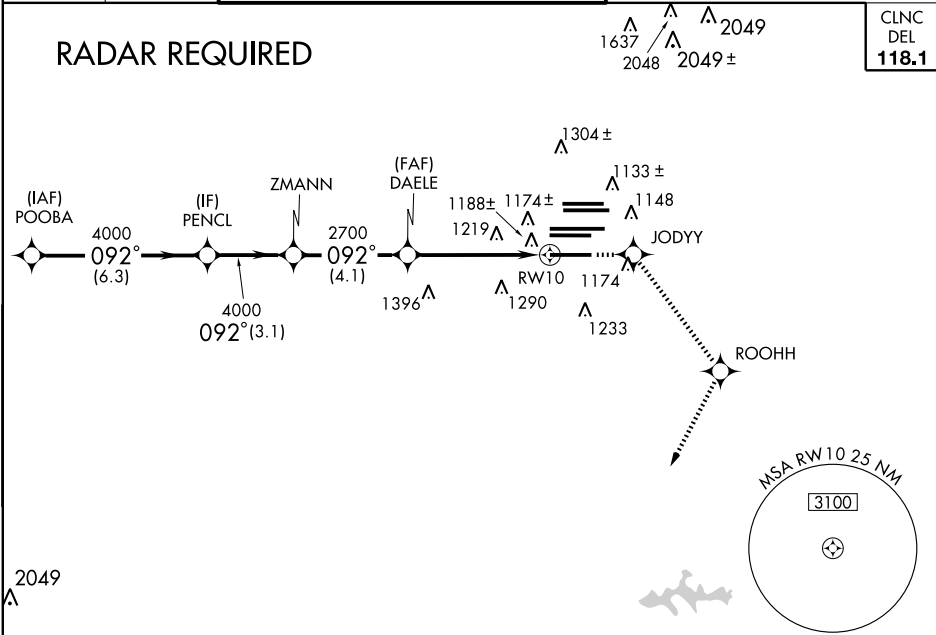 RADAR REQUIRED
1637
2048
2049
2049 ±
CLNC
DEL
118.1
1304 ±
(IAF)
POOBA
(IF)
PENCL
ZMANN
(FAF)
DAELE
1188±
1174±
1133 ±
1148
1219
4000
092°
(6.3)
2700
092°
(4.1)
JODYY
RW10
1174
4000
092°(3.1)
1396
1290
1233
ROOHH
MSA RW10 25 NM
3100
2049